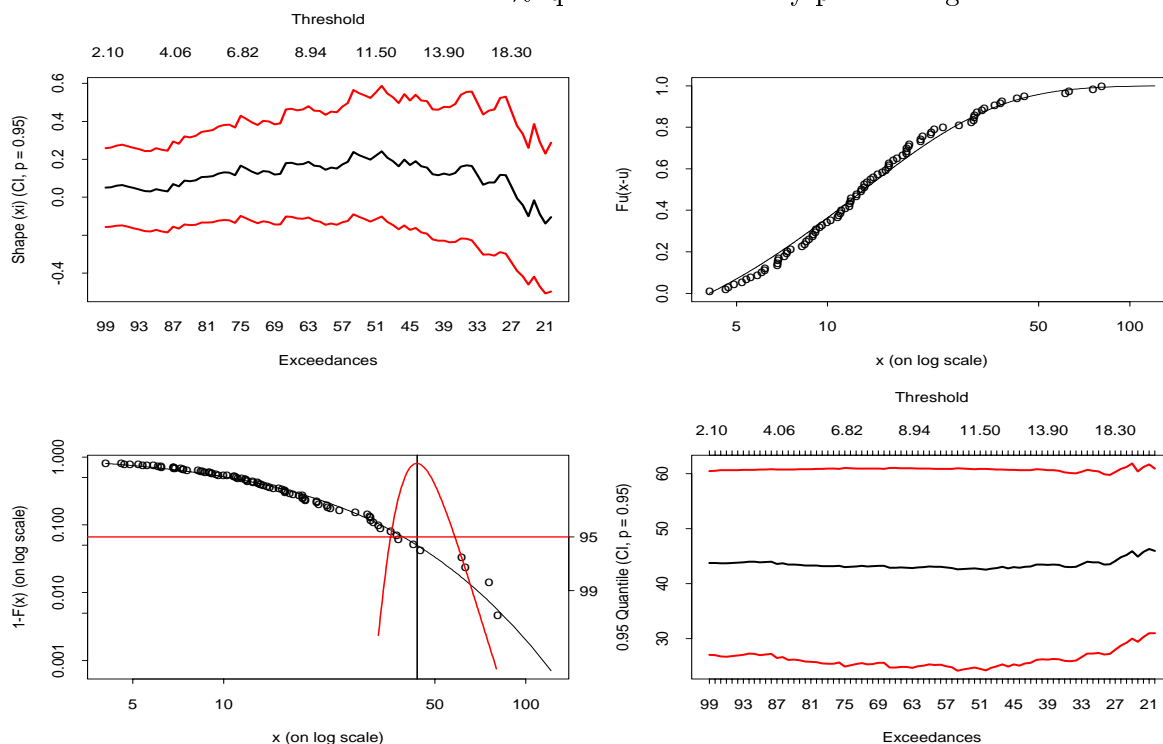 % q
y p
g
Threshold
2.10 4.06 6.82 8.94 11.50 13.90 18.30
Shape (xi) (CI, p = 0.95)
0.6
0.4
0.2
0.0
-0.4
99 93 87 81 75 69 63 57 51 45 39 33 27 21
Exceedances
Fu(x-u)
1.0
0.8
0.6
0.4
0.2
0.0
5 10 50 100
x (on log scale)
1-F(x) (on log scale)
1.000
0.100
0.010
0.001
95
99
5 10 50 100
x (on log scale)
Threshold
2.10 4.06 6.82 8.94 11.50 13.90 18.30
0.95 Quantile (CI, p = 0.95)
60
50
40
30
99 93 87 81 75 69 63 57 51 45 39 33 27 21
Exceedances